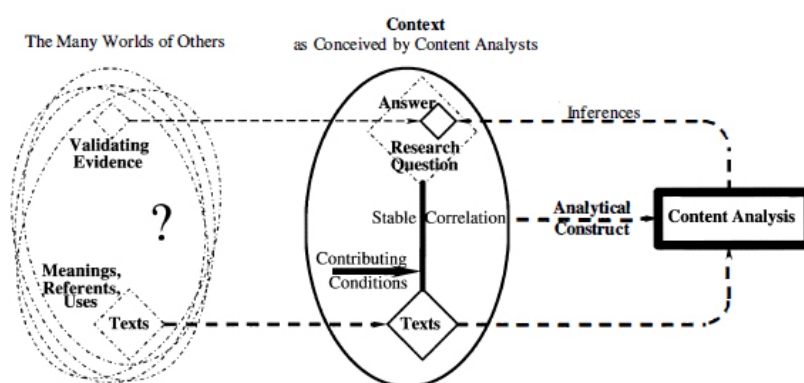 The Many Worlds of Others
Context
as Conceived by Content Analysts
Validating
Evidence
?
Meanings,
Referents,
Uses
Texts
Answer
Research
Question
Stable Correlation
Contributing
Conditions
Texts
Inferences
Analytical
Construct
Content Analysis